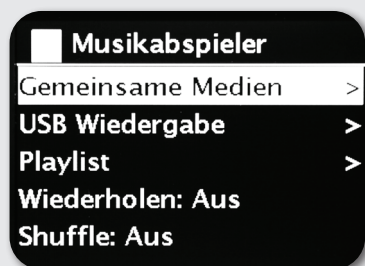 Musikabspieler
Gemeinsame Medien >
USB Wiedergabe >
Playlist >
Wiederholen: Aus
Shuffle: Aus